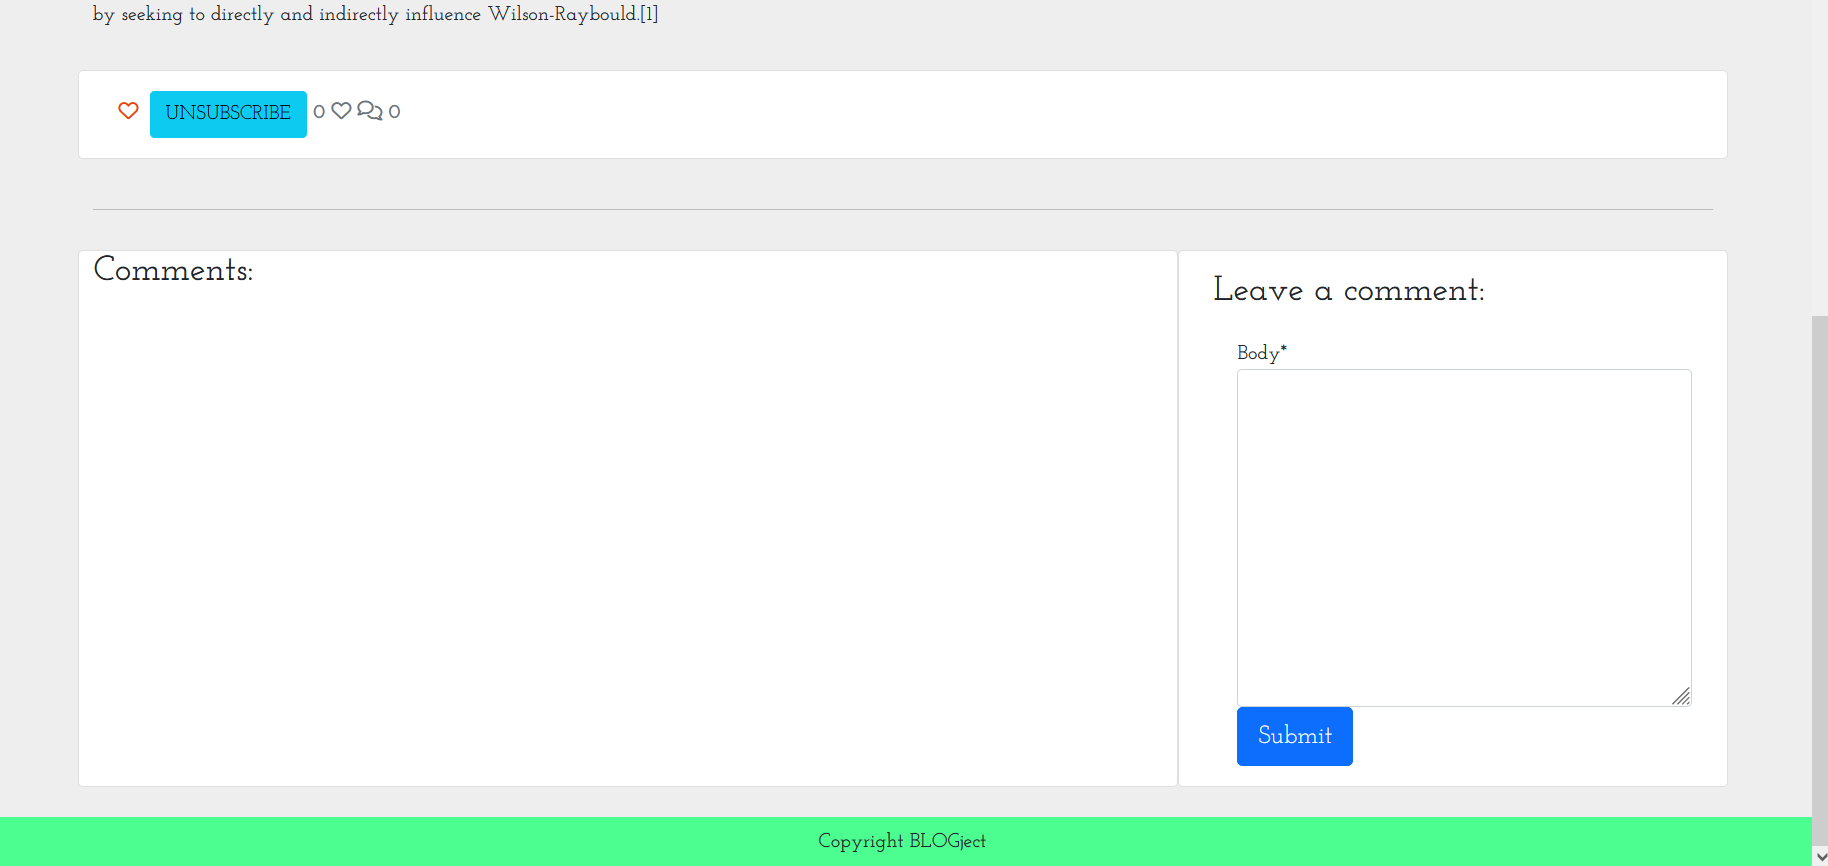 by seeking to directly and indirectly influence Wilson-Raybould.[1]
UNSUBSCRIBE 0 0
Comments:
Leave a comment:
Body*
Submit
Copyright BLOGject